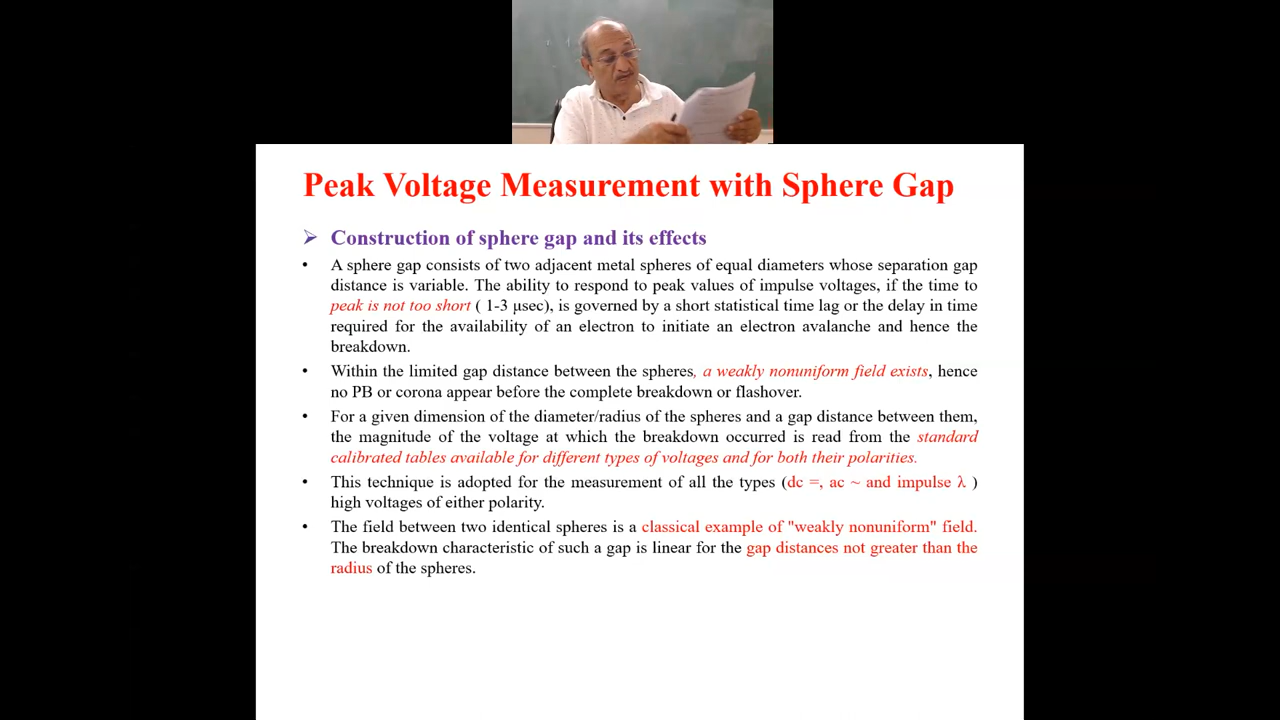 Peak Voltage Measurement with Sphere Gap
➢ Construction of sphere gap and its effects
• A sphere gap consists of two adjacent metal spheres of equal diameters whose separation gap
distance is variable. The ability to respond to peak values of impulse voltages, if the time to
peak is not too short ( 1-3 μsec), is governed by a short statistical time lag or the delay in time
required for the availability of an electron to initiate an electron avalanche and hence the
breakdown.
• Within the limited gap distance between the spheres, a weakly nonuniform field exists, hence
no PB or corona appear before the complete breakdown or flashover.
• For a given dimension of the diameter/radius of the spheres and a gap distance between them,
the magnitude of the voltage at which the breakdown occurred is read from the standard
calibrated tables available for different types of voltages and for both their polarities.
• This technique is adopted for the measurement of all the types (dc =, ac ~ and impulse λ )
high voltages of either polarity.
• The field between two identical spheres is a classical example of "weakly nonuniform" field.
The breakdown characteristic of such a gap is linear for the gap distances not greater than the
radius of the spheres.